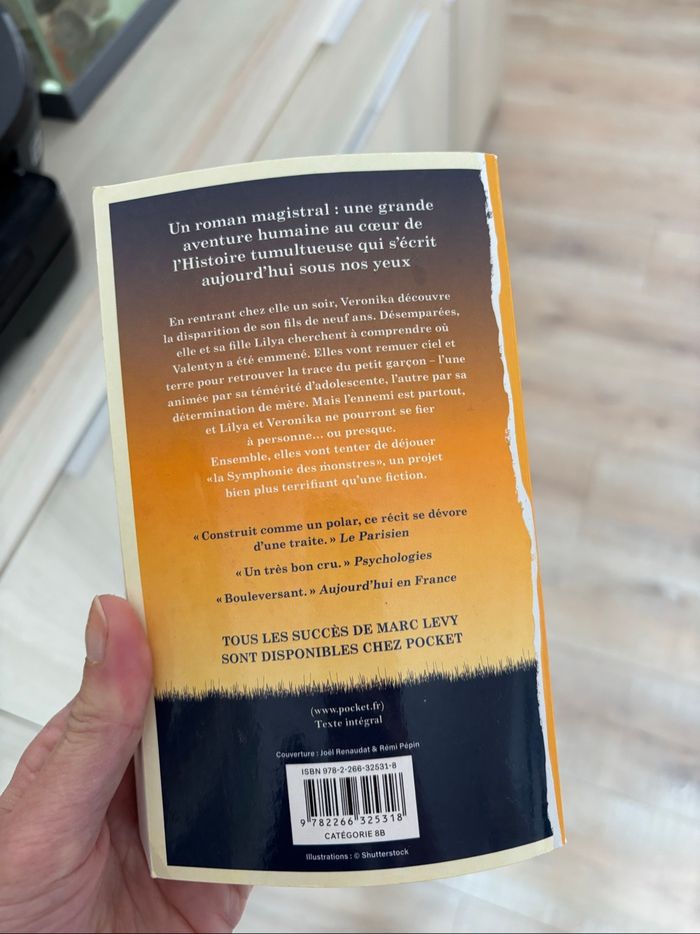 Un roman magistral : une grande
aventure humaine au cœur de
l'Histoire tumultueuse qui s'écrit
aujourd'hui sous nos yeux
En rentrant chez elle un soir, Veronika découvre
la disparition de son fils de neuf ans. Désemparées,
elle et sa fille Lilya cherchent à comprendre où
Valentyn a été emmené. Elles vont remuer ciel et
terre pour retrouver la trace du petit garçon – l'une
animée par sa témérité d'adolescente, l'autre par sa
détermination de mère. Mais l'ennemi est partout,
et Lilya et Veronika ne pourront se fier
à personne... ou presque.
Ensemble, elles vont tenter de déjouer
«la Symphonie des monstres», un projet
bien plus terrifiant qu'une fiction.
« Construit comme un polar, ce récit se dévore
d'une traite. » Le Parisien
« Un très bon cru. » Psychologies
« Bouleversant. » Aujourd'hui en France
TOUS LES SUCCÈS DE MARC LEVY
SONT DISPONIBLES CHEZ POCKET
(www.pocket.fr)
Texte intégral
Couverture : Joël Renaudat & Rémi Pépin
ISBN 978-2-266-32531-8
9 782266 325318
CATÉGORIE 8B
Illustrations : © Shutterstock